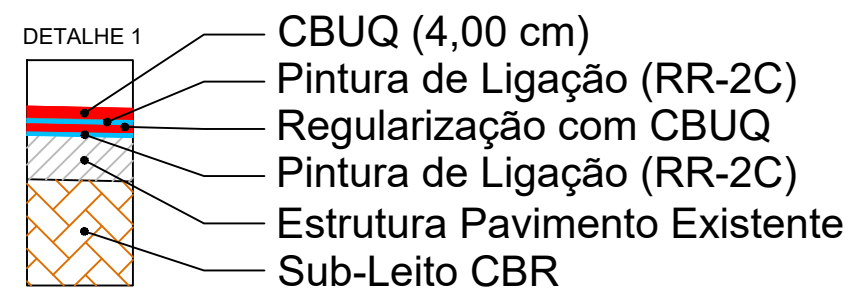 DETALHE 1
CBUQ (4,00 cm)
Pintura de Ligação (RR-2C)
Regularização com CBUQ
Pintura de Ligação (RR-2C)
Estrutura Pavimento Existente
Sub-Leito CBR